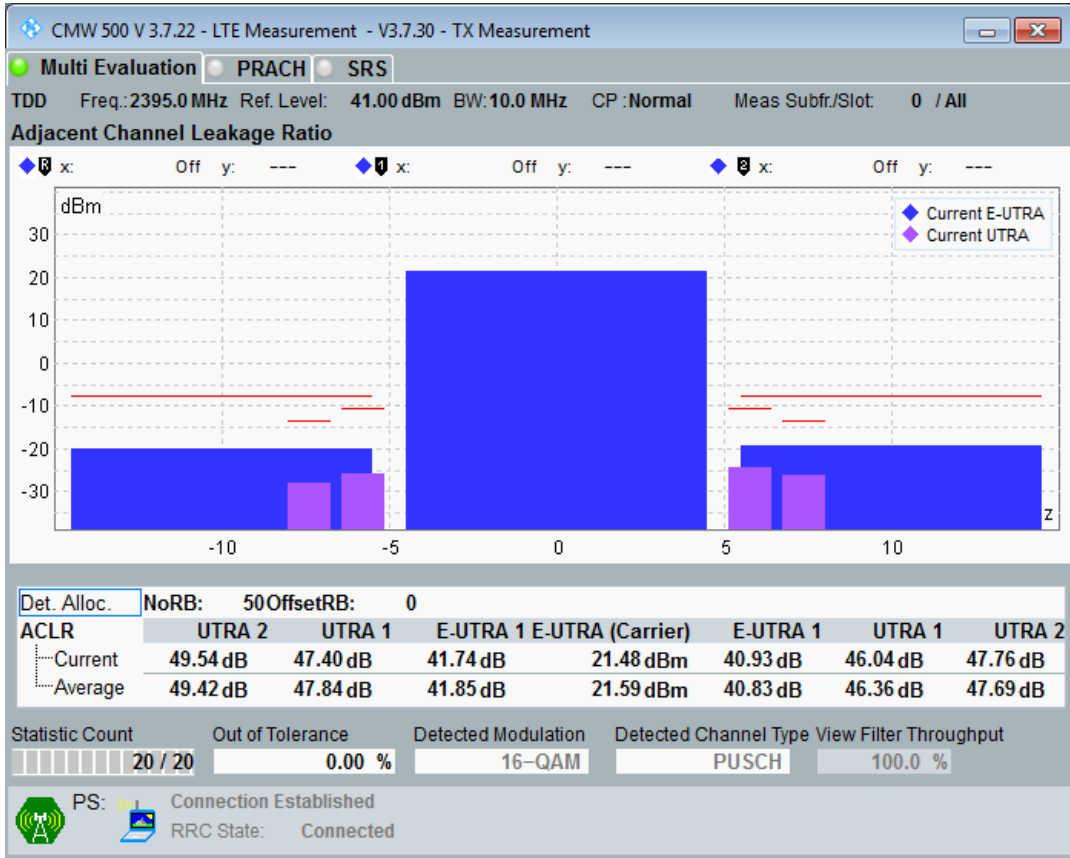 CMW 500 V 3.7.22 - LTE Measurement - V3.7.30 - TX Measurement
Multi Evaluation PRACH SRS
TDD Freq.: 2395.0 MHz Ref. Level: 41.00 dBm BW: 10.0 MHz CP : Normal Meas Subfr./Slot: 0 / All
Adjacent Channel Leakage Ratio
R x: Off y: --- 1 x: Off y: --- 2 x: Off y: ---
dBm
Current E-UTRA
Current UTRA
30
20
10
0
-10
-20
-30
z
-10 -5 0 5 10
Det. Alloc. NoRB: 50 OffsetRB: 0
ACLR UTRA 2 UTRA 1 E-UTRA 1 E-UTRA (Carrier) E-UTRA 1 UTRA 1 UTRA 2
Current 49.54 dB 47.40 dB 41.74 dB 21.48 dBm 40.93 dB 46.04 dB 47.76 dB
Average 49.42 dB 47.84 dB 41.85 dB 21.59 dBm 40.83 dB 46.36 dB 47.69 dB
Statistic Count Out of Tolerance Detected Modulation Detected Channel Type View Filter Throughput
20 / 20 0.00 % 16-QAM PUSCH 100.0 %
PS: Connection Established
RRC State: Connected